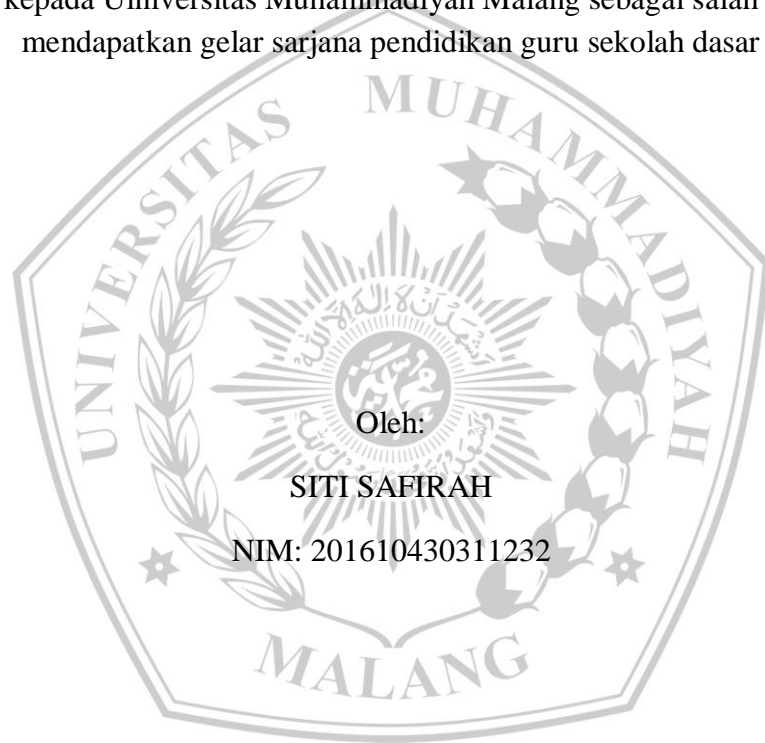 kepada Uiniversitas Muhammadiyah Malang sebagai salah
mendapatkan gelar sarjana pendidikan guru sekolah dasar
UNIVERSITAS MUHAMMADIYAH
Oleh:
SITI SAFIRAH
NIM: 201610430311232
MALANG